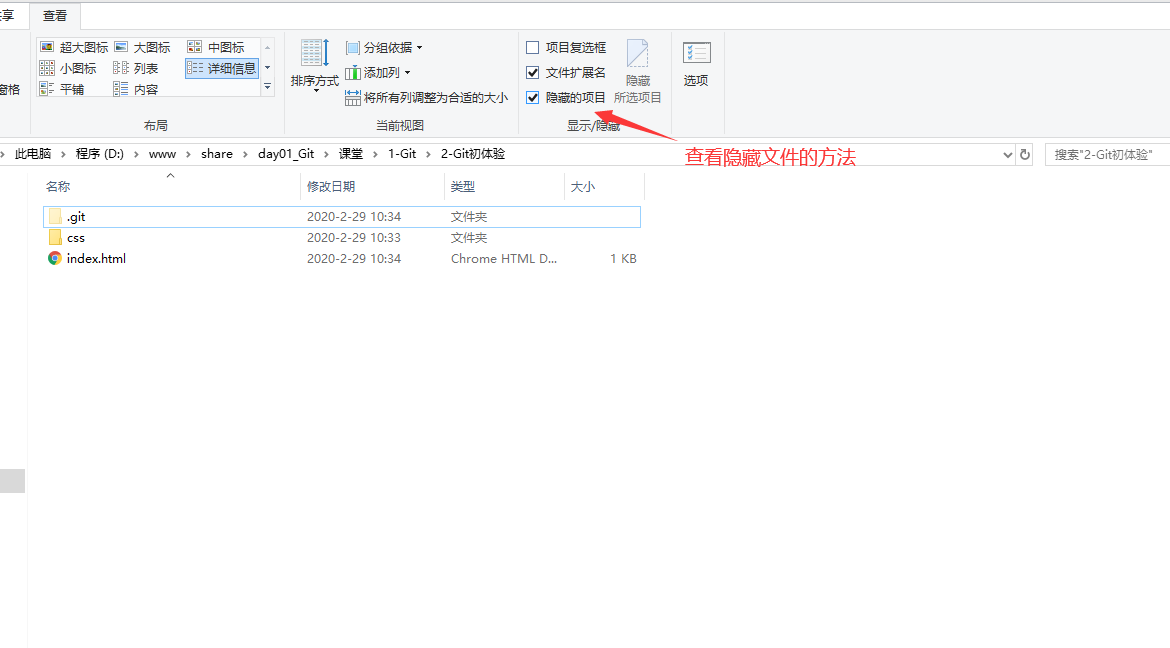 享 查看
超大图标 大图标 中图标
小图标 列表 详细信息
平铺 内容
窗格
布局
排序方式
分组依据
添加列
将所有列调整为合适的大小
当前视图
项目复选框
文件扩展名
隐藏的项目
隐藏
所选项目
显示/隐藏
选项
查看隐藏文件的方法
此电脑 › 程序 (D:) › www › share › day01_Git › 课堂 › 1-Git › 2-Git初体验
搜索"2-Git初体验"
名称 修改日期 类型 大小
.git 2020-2-29 10:34 文件夹
css 2020-2-29 10:33 文件夹
index.html 2020-2-29 10:34 Chrome HTML D... 1 KB